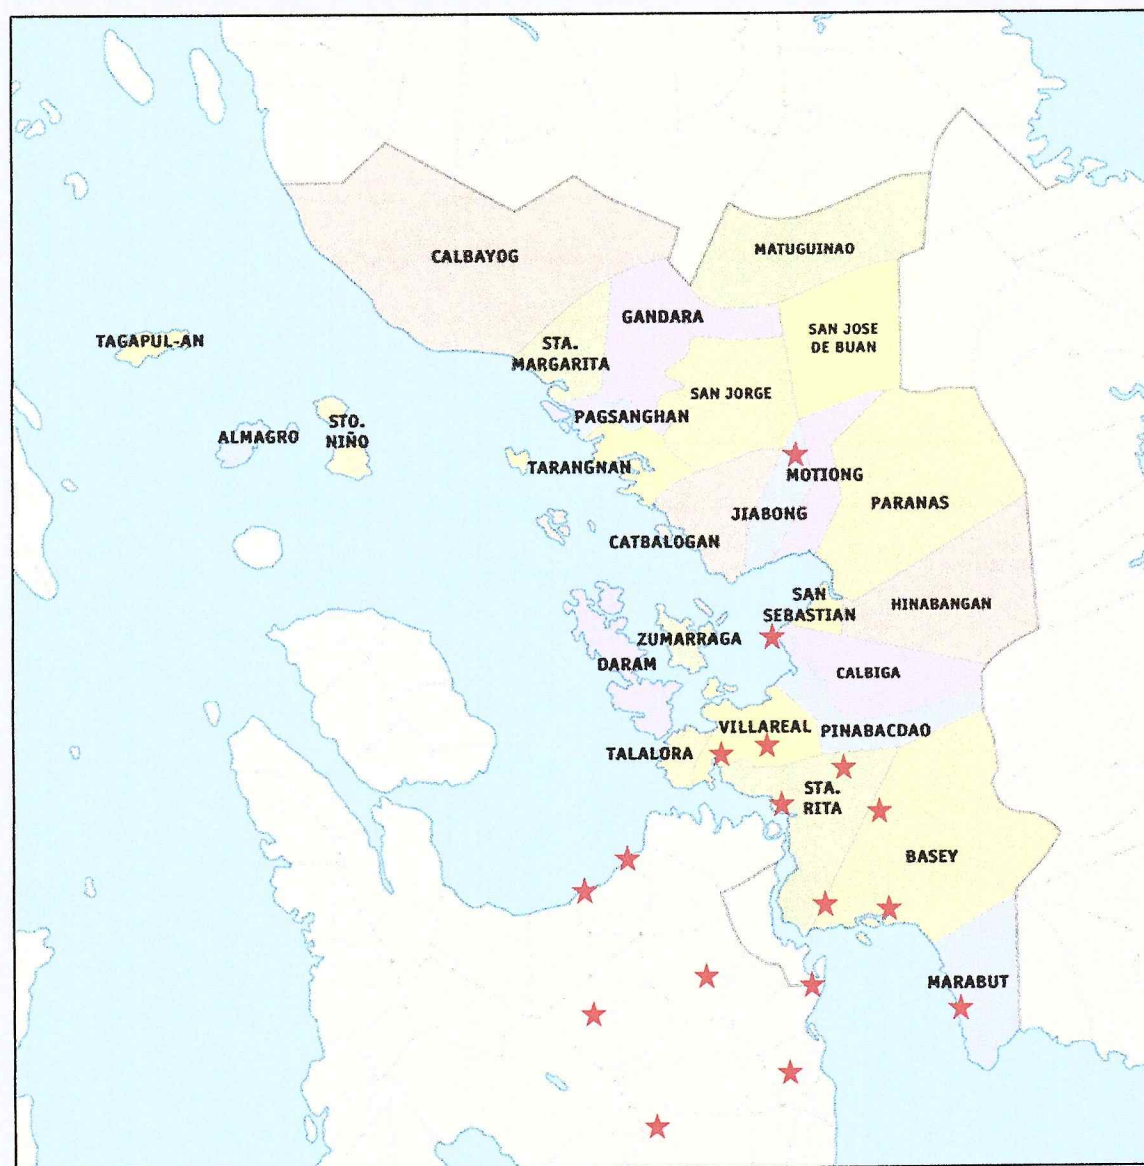 CALBAYOG
MATUGUINAO
GANDARA
TAGAPUL-AN
STA.
MARGARITA
SAN JOSE
DE BUAN
SAN JORGE
PAGSANGHAN
ALMAGRO
STO.
NIÑO
TARANGNAN
MOTIONG
PARANAS
JIABONG
CATBALOGAN
SAN
SEBASTIAN
HINABANGAN
ZUMARRAGA
DARAM
CALBIGA
VILLAREAL
PINABACDAO
TALALORA
STA.
RITA
BASEY
MARABUT